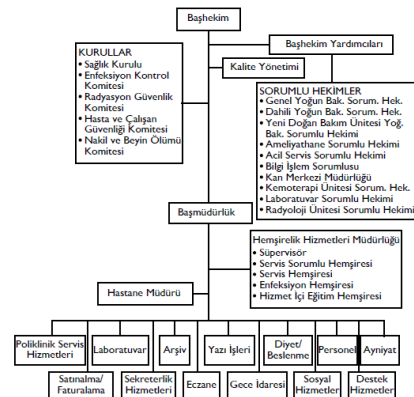 Başhekim
KURULLAR
• Sağlık Kurulu
• Enfeksiyon Kontrol
Komitesi
• Radyasyon Güvenlik
Komitesi
• Hasta ve Çalışan
Güvenliği Komitesi
• Nakil ve Beyin Ölümü
Komitesi
Başhekim Yardımcıları
Kalite Yönetimi
SORUMLU HEKİMLER
• Genel Yoğun Bak. Sorum. Hek.
• Dahili Yoğun Bak. Sorum. Hek.
• Yeni Doğan Bakım Ünitesi Yoğ.
Bak. Sorumlu Hekimi
• Ameliyathane Sorumlu Hekimi
• Acil Servis Sorumlu Hekimi
• Bilgi İşlem Sorumlusu
• Kan Merkezi Müdürlüğü
• Kemoterapi Ünitesi Sorum. Hek.
• Laboratuvar Sorumlu Hekimi
• Radyoloji Ünitesi Sorumlu Hekimi
Başmüdürlük
Hemşirelik Hizmetleri Müdürlüğü
• Süpervisör
• Servis Sorumlu Hemşiresi
• Servis Hemşiresi
• Enfeksiyon Hemşiresi
• Hizmet İçi Eğitim Hemşiresi
Hastane Müdürü
Poliklinik Servis
Hizmetleri
Laboratuvar
Arşiv
Yazı İşleri
Diyet/
Beslenme
Personel
Ayniyat
Satınalma/
Faturalama
Sekreterlik
Hizmetleri
Eczane
Gece İdaresi
Sosyal
Hizmetler
Destek
Hizmetler